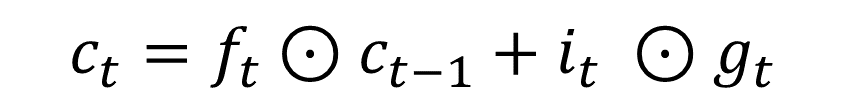 c_t = f_t ⊙ c_{t−1} + i_t ⊙ g_t